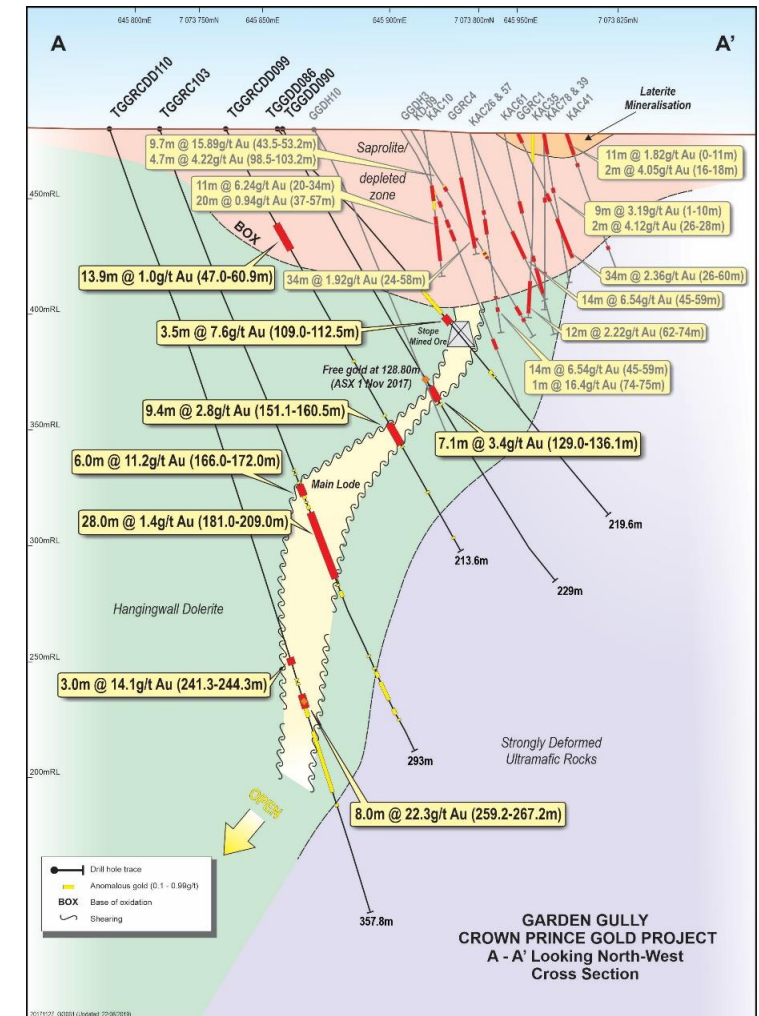 645 800mE
7 073 750mN
645 850mE
645 900mE
7 073 800mN
645 950mE
7 073 825mN
A
A'
TGGRCDD110
TGGRC103
TGGRCDD099
TGGDD086
TGGDD090
GGDH10
GGDH3
KAC10
GGRC4
KAC26 & 57
KAC61
GGRC1
KAC35
KAC78 & 39
KAC41
Laterite
Mineralisation
9.7m @ 15.89g/t Au (43.5-53.2m)
4.7m @ 4.22g/t Au (98.5-103.2m)
Saprolite/
depleted
zone
11m @ 1.82g/t Au (0-11m)
2m @ 4.05g/t Au (16-18m)
11m @ 6.24g/t Au (20-34m)
20m @ 0.94g/t Au (37-57m)
450mRL
9m @ 3.19g/t Au (1-10m)
2m @ 4.12g/t Au (26-28m)
BOX
13.9m @ 1.0g/t Au (47.0-60.9m)
34m @ 1.92g/t Au (24-58m)
34m @ 2.36g/t Au (26-60m)
14m @ 6.54g/t Au (45-59m)
400mRL
3.5m @ 7.6g/t Au (109.0-112.5m)
Stope
Mined Ore
12m @ 2.22g/t Au (62-74m)
Free gold at 128.80m
(ASX 1 Nov 2017)
14m @ 6.54g/t Au (45-59m)
1m @ 16.4g/t Au (74-75m)
9.4m @ 2.8g/t Au (151.1-160.5m)
350mRL
7.1m @ 3.4g/t Au (129.0-136.1m)
6.0m @ 11.2g/t Au (166.0-172.0m)
Main Lode
28.0m @ 1.4g/t Au (181.0-209.0m)
219.6m
300mRL
213.6m
229m
Hangingwall Dolerite
250mRL
3.0m @ 14.1g/t Au (241.3-244.3m)
Strongly Deformed
Ultramafic Rocks
293m
200mRL
OPEN
8.0m @ 22.3g/t Au (259.2-267.2m)
Drill hole trace
Anomalous gold (0.1 - 0.99g/t)
BOX Base of oxidation
Shearing
357.8m
GARDEN GULLY
CROWN PRINCE GOLD PROJECT
A - A' Looking North-West
Cross Section